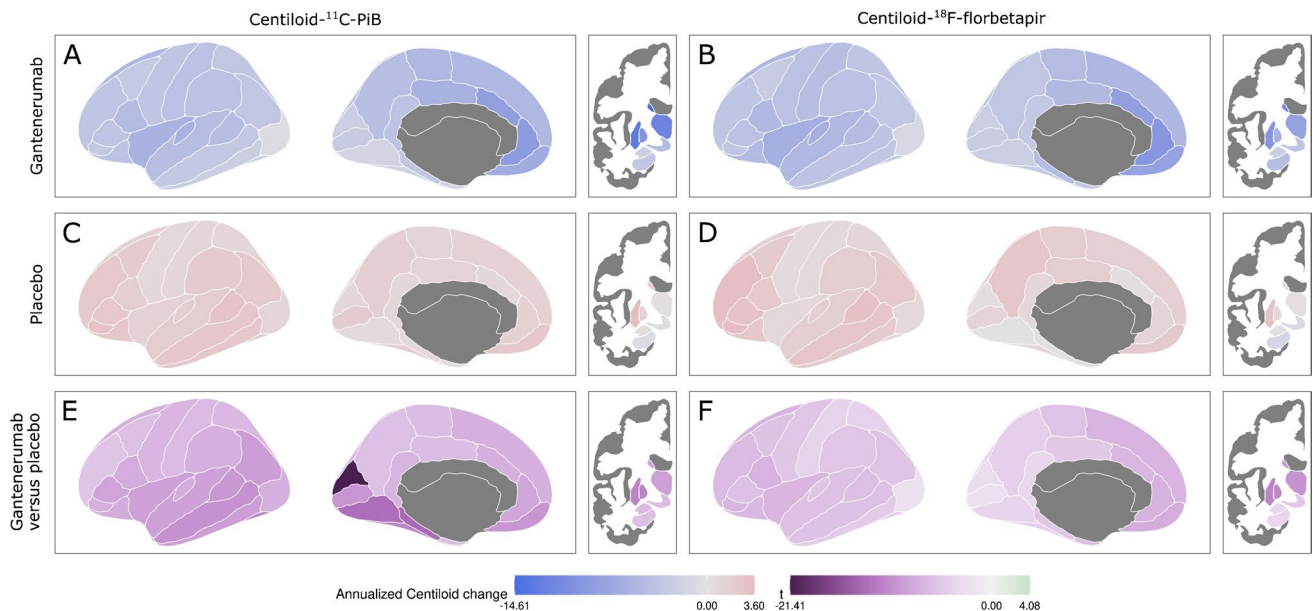 Centiloid-¹¹C-PiB
Centiloid-¹⁸F-florbetapir
Gantenerumab
A
B
Placebo
C
D
Gantenerumab
versus placebo
E
F
Annualized Centiloid change
-14.61
0.00
3.60
t
-21.41
0.00
4.08